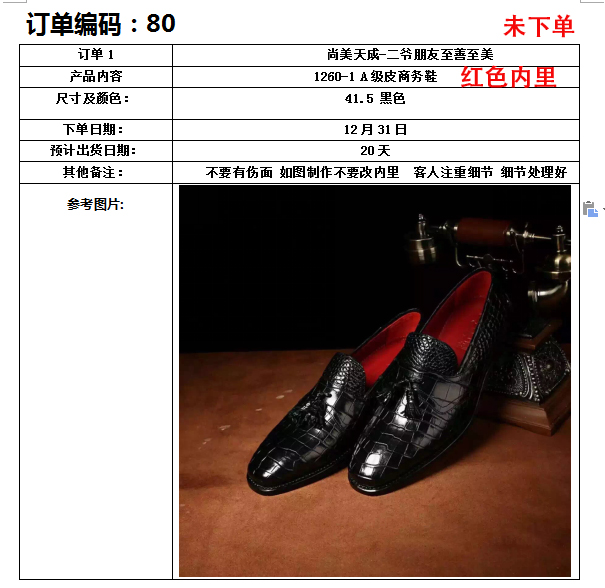 订单编码：80
未下单
订单 1
尚美天成-二爷朋友至善至美
产品内容
1260-1 A 级皮商务鞋
红色内里
尺寸及颜色：
41.5 黑色
下单日期：
12 月 31 日
预计出货日期：
20 天
其他备注：
不要有伤面 如图制作不要改内里 客人注重细节 细节处理好
参考图片: